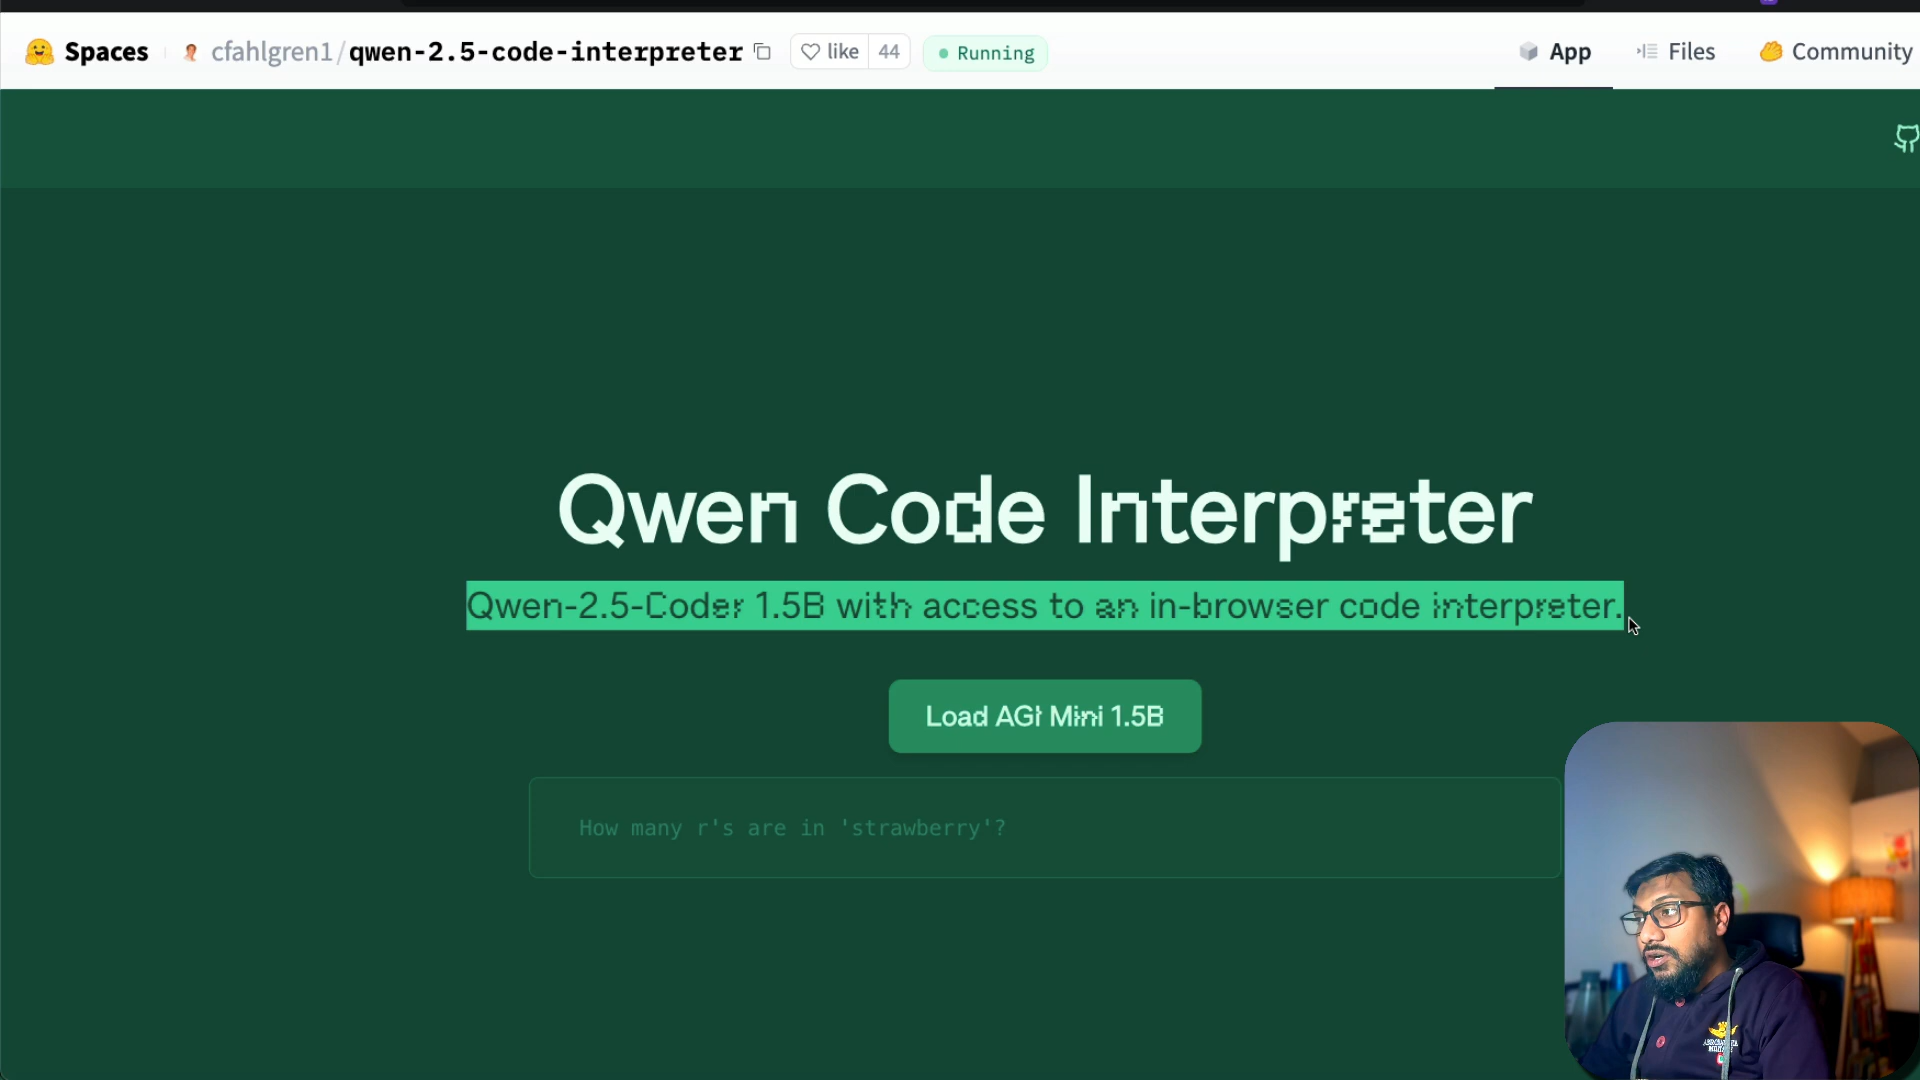 Spaces
cfahlgren1/qwen-2.5-code-interpreter
like 44
Running
App
Files
Community
Qwen Code Interpreter
Qwen-2.5-Coder 1.5B with access to an in-browser code interpreter.
Load AGI Mini 1.5B
How many r's are in 'strawberry'?